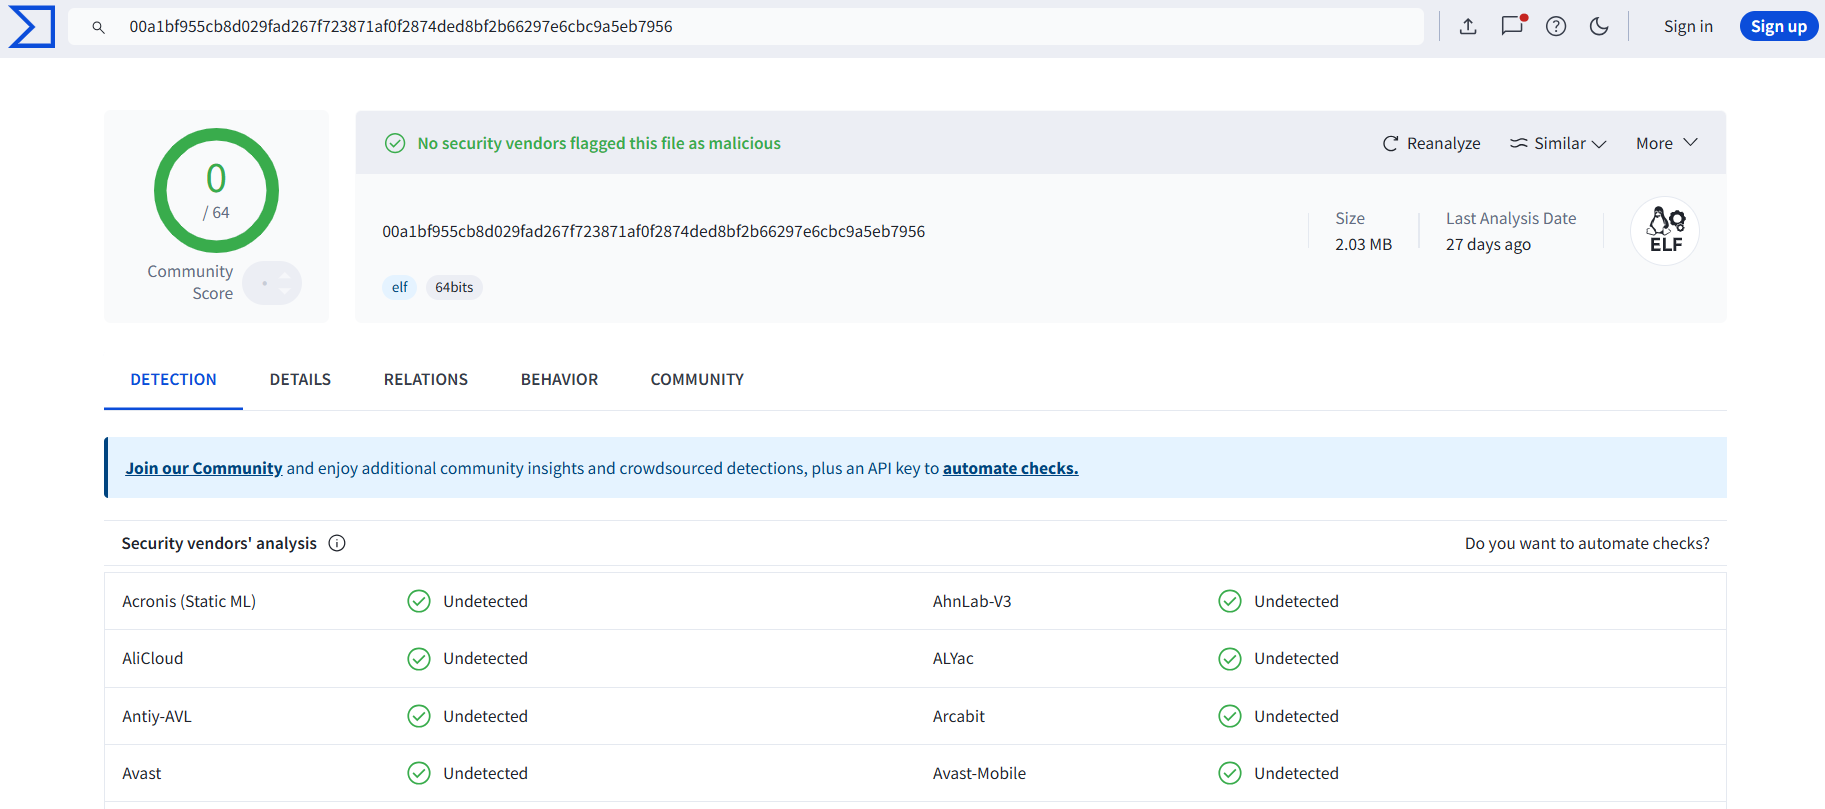 00a1bf955cb8d029fad267f723871af0f2874ded8bf2b66297e6cbc9a5eb7956
Sign in
Sign up
0
/ 64
Community
Score
No security vendors flagged this file as malicious
Reanalyze
Similar
More
00a1bf955cb8d029fad267f723871af0f2874ded8bf2b66297e6cbc9a5eb7956
elf
64bits
Size
2.03 MB
Last Analysis Date
27 days ago
ELF
DETECTION
DETAILS
RELATIONS
BEHAVIOR
COMMUNITY
Join our Community and enjoy additional community insights and crowdsourced detections, plus an API key to automate checks.
Security vendors' analysis
Do you want to automate checks?
Acronis (Static ML)
Undetected
AhnLab-V3
Undetected
AliCloud
Undetected
ALYac
Undetected
Antiy-AVL
Undetected
Arcabit
Undetected
Avast
Undetected
Avast-Mobile
Undetected